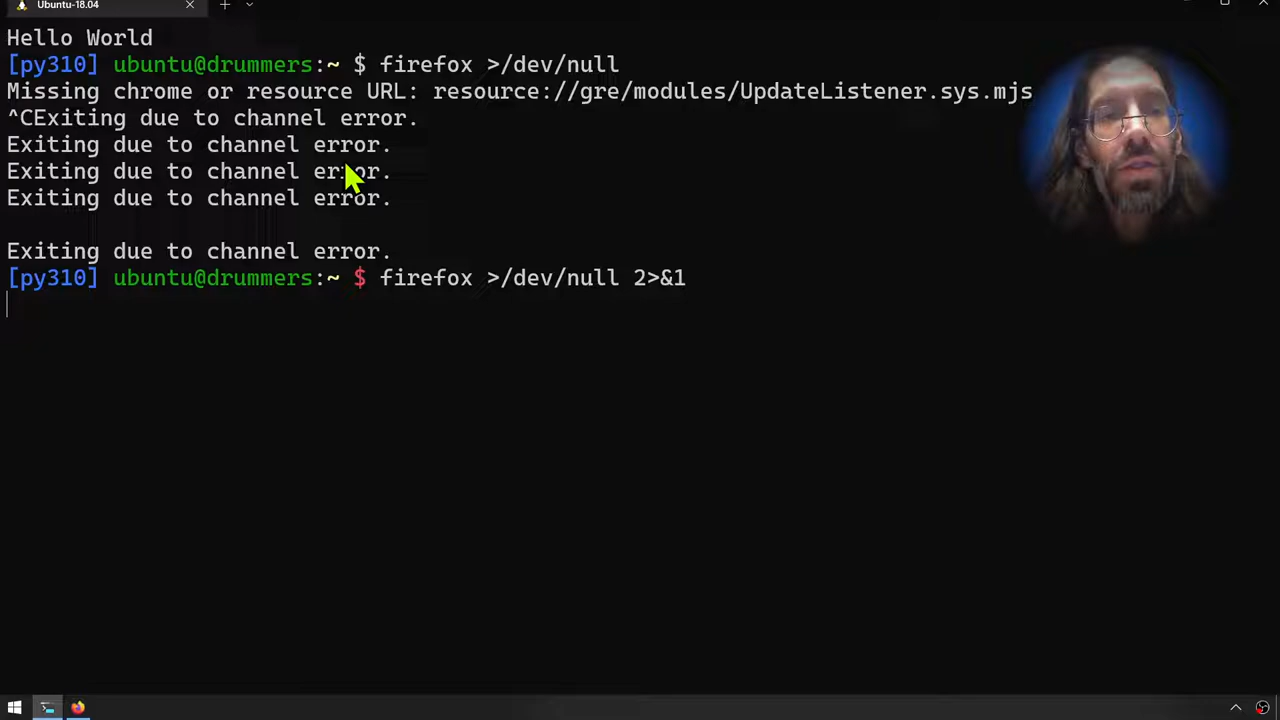 Ubuntu-18.04
Hello World
[py310] ubuntu@drummers:~ $ firefox >/dev/null
Missing chrome or resource URL: resource://gre/modules/UpdateListener.sys.mjs
^CExiting due to channel error.
Exiting due to channel error.
Exiting due to channel error.
Exiting due to channel error.
Exiting due to channel error.
[py310] ubuntu@drummers:~ $ firefox >/dev/null 2>&1